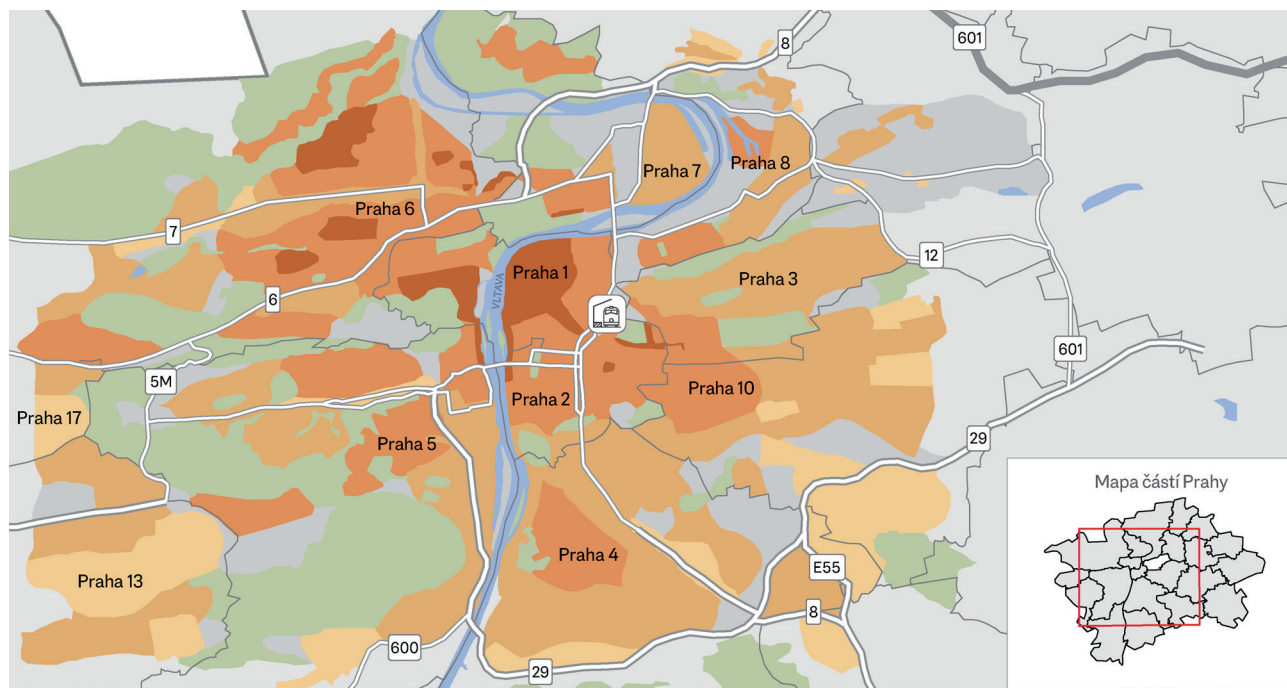 8
601
Praha 7
Praha 8
Praha 6
7
Praha 1
VLTAVA
Praha 3
12
6
601
5M
Praha 10
Praha 17
Praha 2
Praha 5
29
Praha 4
Praha 13
E55
8
600
29
Mapa částí Prahy